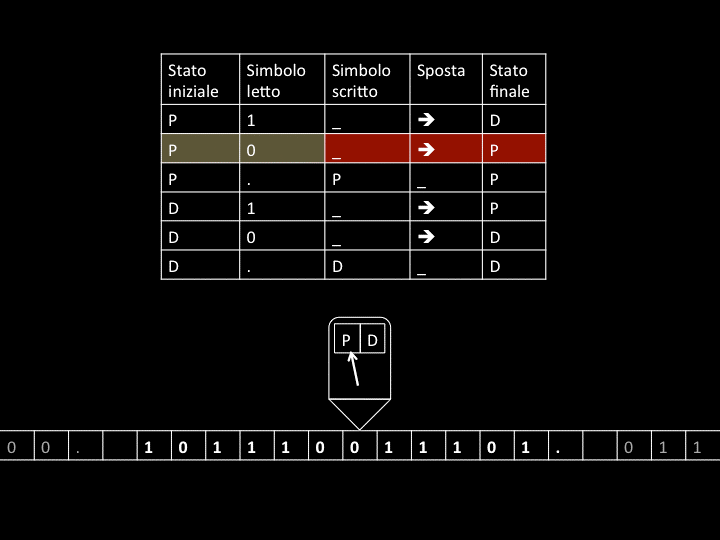 Stato iniziale Simbolo letto Simbolo scritto Sposta Stato finale
P 1 _ ➔ D
P 0 _ ➔ P
P . P _ P
D 1 _ ➔ P
D 0 _ ➔ D
D . D _ D
P D
0 0 . 1 0 1 1 1 0 0 1 1 1 0 1 . 0 1 1